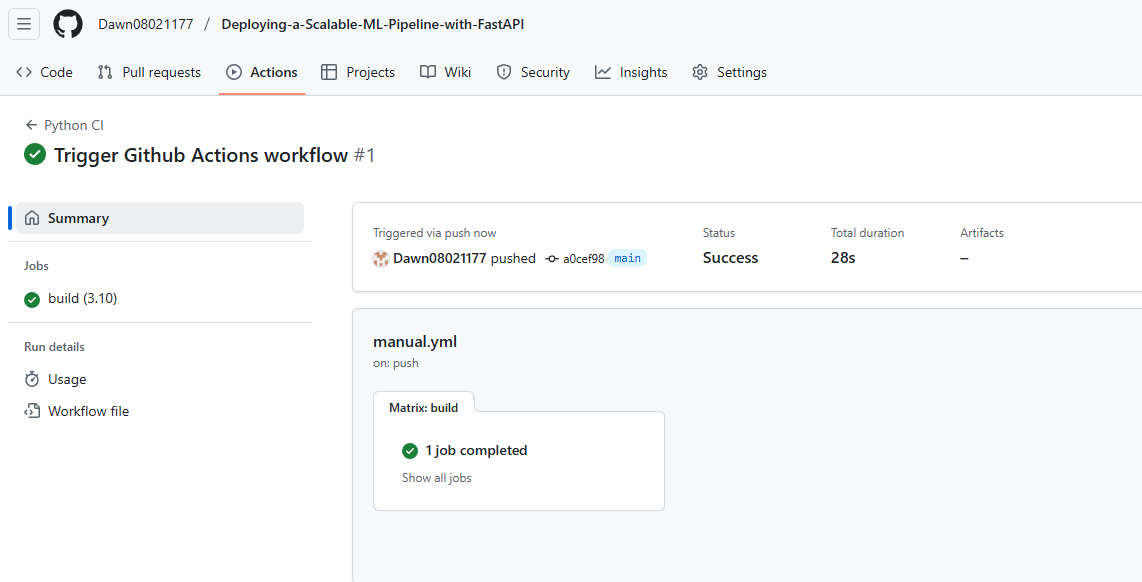 Dawn08021177 / Deploying-a-Scalable-ML-Pipeline-with-FastAPI
Code Pull requests Actions Projects Wiki Security Insights Settings
Python CI
Trigger Github Actions workflow #1
Summary
Jobs
build (3.10)
Run details
Usage
Workflow file
Triggered via push now
Dawn08021177 pushed a0cef98 main
Status
Success
Total duration
28s
Artifacts
–
manual.yml
on: push
Matrix: build
1 job completed
Show all jobs